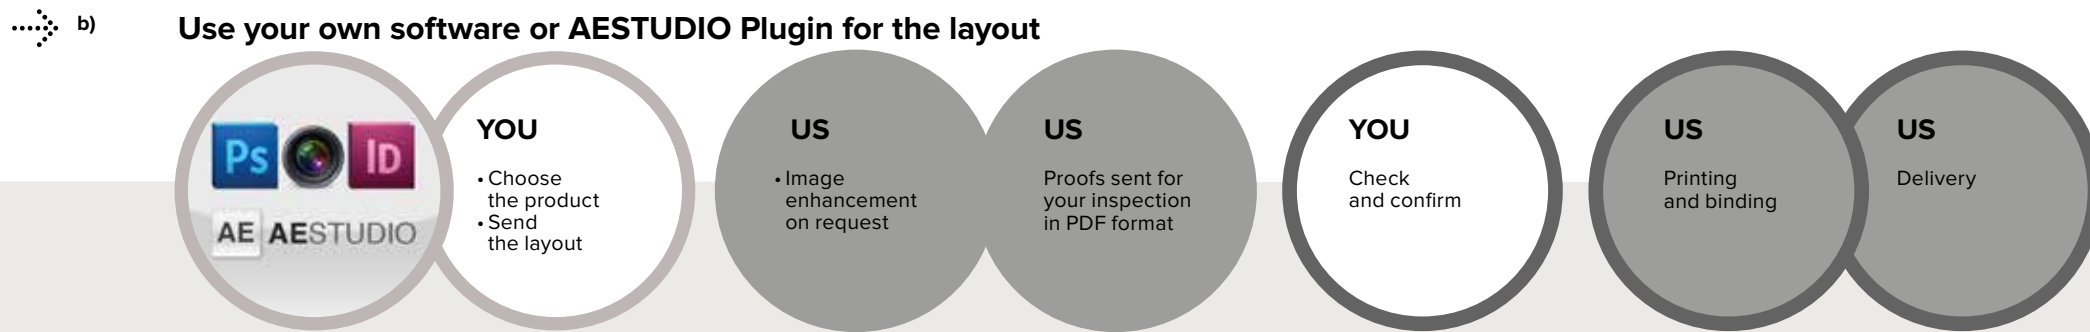 b)
Use your own software or AESTUDIO Plugin for the layout
Ps
ID
AE AESTUDIO
YOU
• Choose
the product
• Send
the layout
US
• Image
enhancement
on request
US
Proofs sent for
your inspection
in PDF format
YOU
Check
and confirm
US
Printing
and binding
US
Delivery